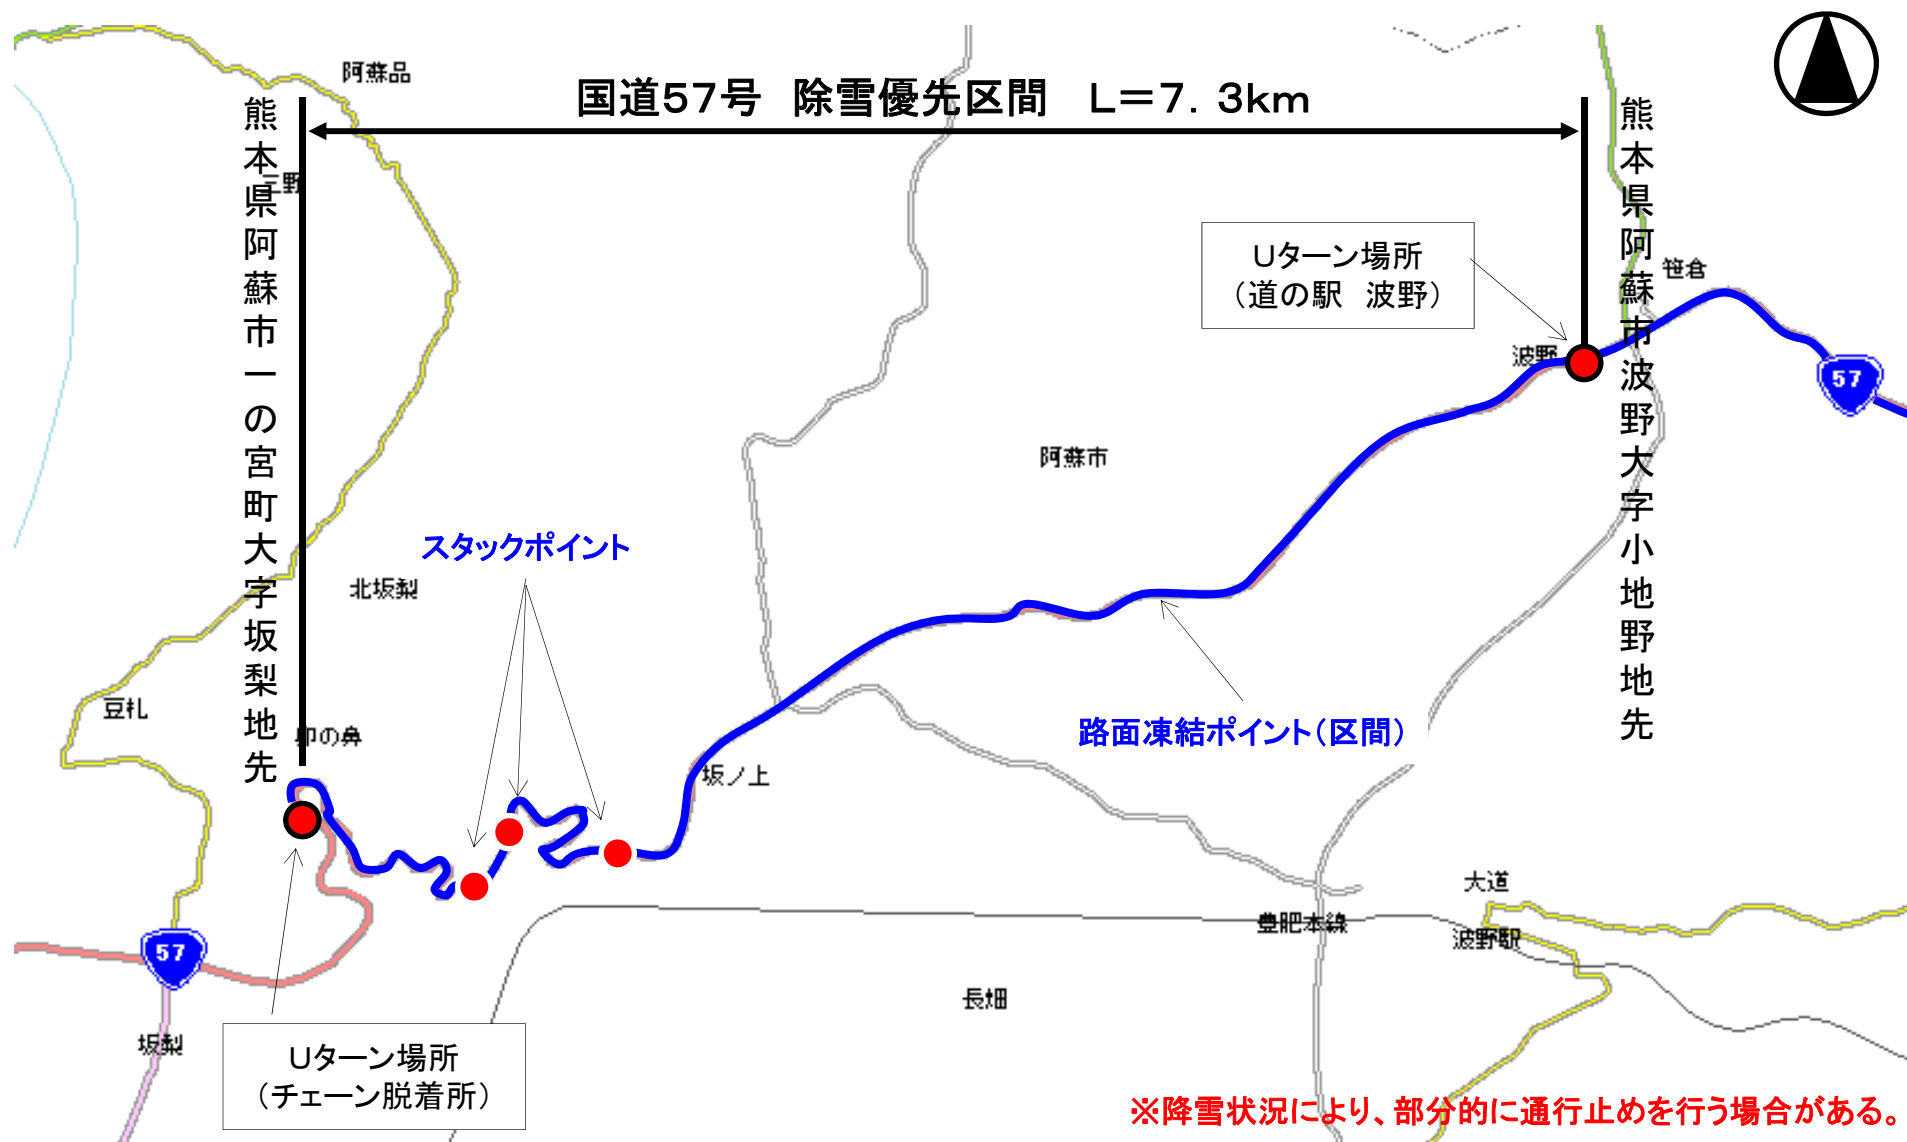 国道57号　除雪優先区間　L＝7．3km
阿蘇品
三野
熊本県阿蘇市一の宮町大字坂梨地先
熊本県阿蘇市波野大字小地野地先
Uターン場所
（道の駅　波野）
笹倉
波野
57
阿蘇市
スタックポイント
北坂梨
豆札
卯の鼻
路面凍結ポイント（区間）
坂ノ上
大道
豊肥本線
波野駅
57
長畑
坂梨
Uターン場所
（チェーン脱着所）
※降雪状況により、部分的に通行止めを行う場合がある。